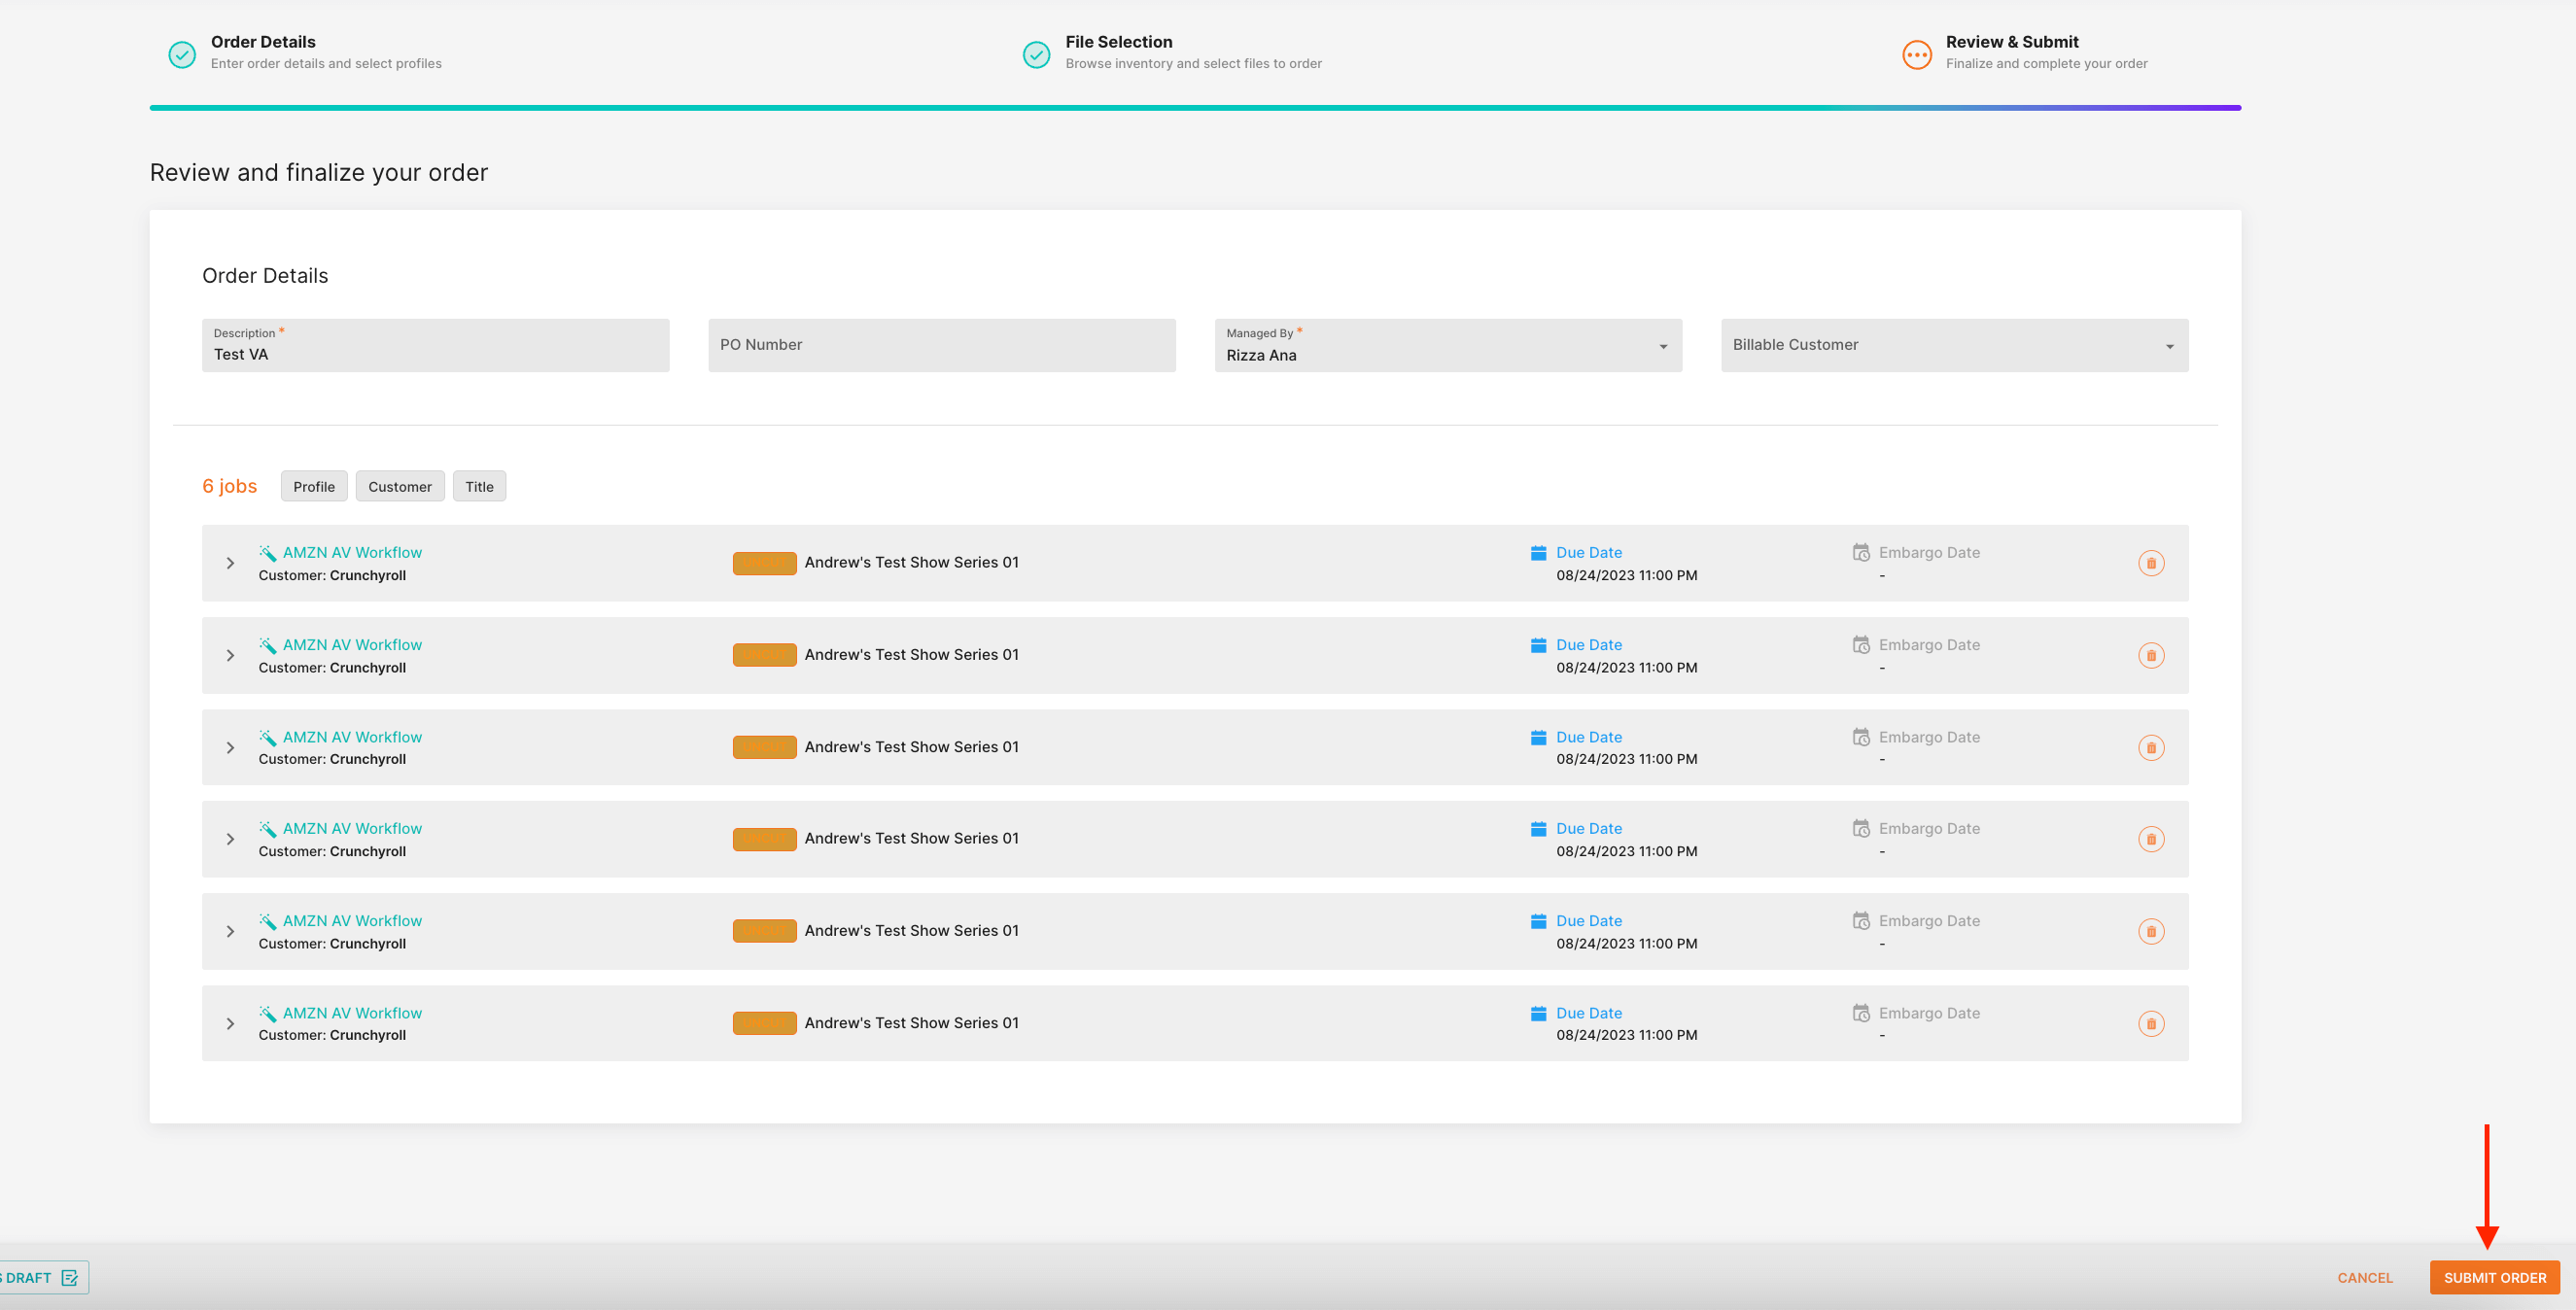 Order Details
Enter order details and select profiles
File Selection
Browse inventory and select files to order
Review & Submit
Finalize and complete your order
Review and finalize your order
Order Details
Description *
Test VA
PO Number
Managed By *
Rizza Ana
Billable Customer
6 jobs Profile Customer Title
AMZN AV Workflow
Customer: Crunchyroll
Andrew's Test Show Series 01
Due Date
08/24/2023 11:00 PM
Embargo Date
-
AMZN AV Workflow
Customer: Crunchyroll
Andrew's Test Show Series 01
Due Date
08/24/2023 11:00 PM
Embargo Date
-
AMZN AV Workflow
Customer: Crunchyroll
Andrew's Test Show Series 01
Due Date
08/24/2023 11:00 PM
Embargo Date
-
AMZN AV Workflow
Customer: Crunchyroll
Andrew's Test Show Series 01
Due Date
08/24/2023 11:00 PM
Embargo Date
-
AMZN AV Workflow
Customer: Crunchyroll
Andrew's Test Show Series 01
Due Date
08/24/2023 11:00 PM
Embargo Date
-
AMZN AV Workflow
Customer: Crunchyroll
Andrew's Test Show Series 01
Due Date
08/24/2023 11:00 PM
Embargo Date
-
DRAFT
CANCEL
SUBMIT ORDER